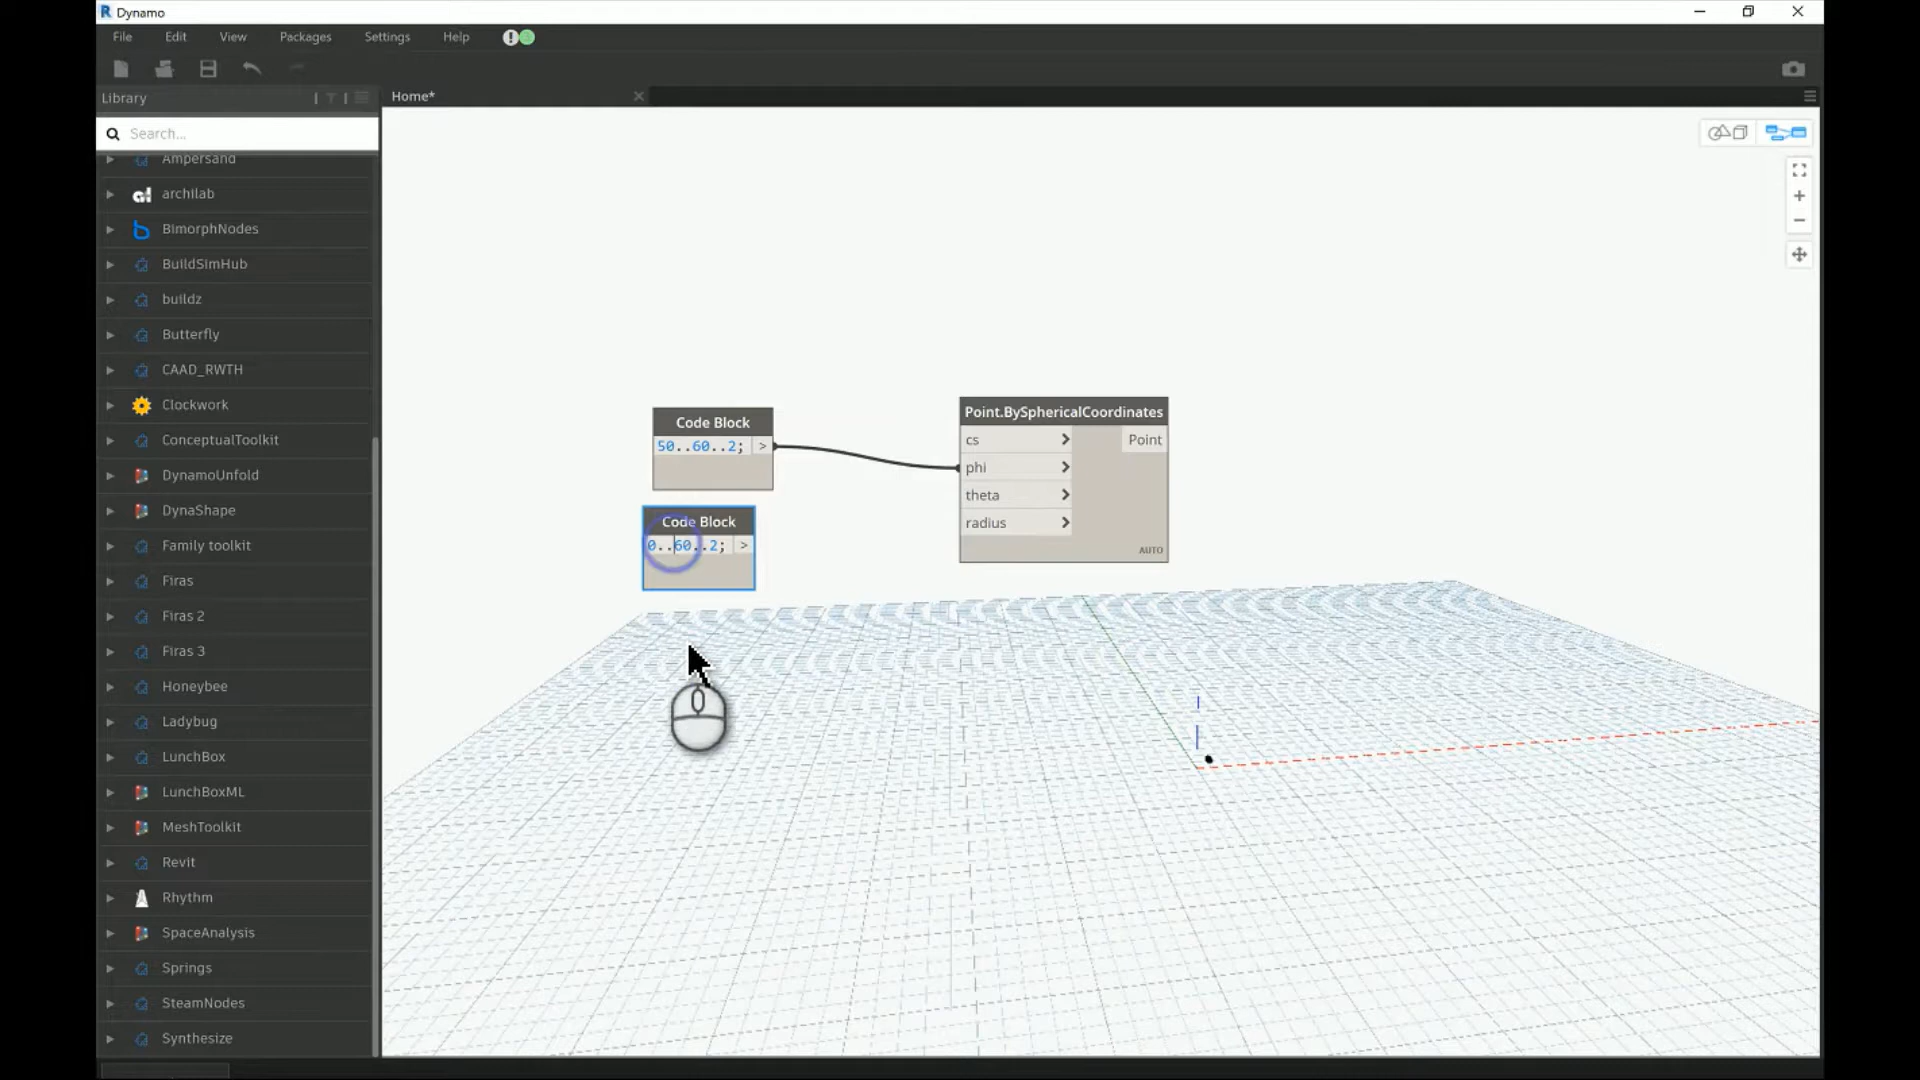 Dynamo
File Edit View Packages Settings Help
Library
Home*
Search...
Ampersand
archilab
BimorphNodes
BuildSimHub
buildz
Butterfly
CAAD_RWTH
Clockwork
ConceptualToolkit
DynamoUnfold
DynaShape
Family toolkit
Firas
Firas 2
Firas 3
Honeybee
Ladybug
LunchBox
LunchBoxML
MeshToolkit
Revit
Rhythm
SpaceAnalysis
Springs
SteamNodes
Synthesize
Code Block
50..60..2; >
Code Block
0..60..2; >
Point.BySphericalCoordinates
cs > Point
phi >
theta >
radius >
AUTO